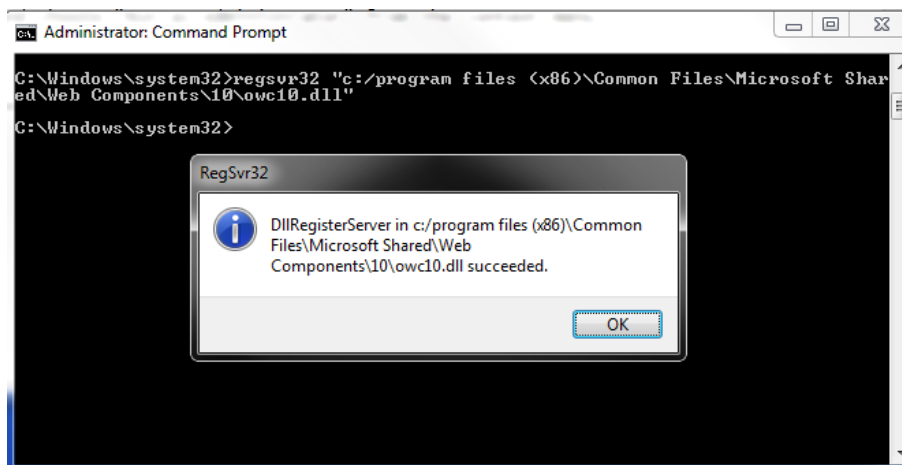 Administrator: Command Prompt
C:\Windows\system32>regsvr32 "c:/program files (x86)\Common Files\Microsoft Shar
ed\Web Components\10\owc10.dll"
C:\Windows\system32>
RegSvr32
DllRegisterServer in c:/program files (x86)\Common
Files\Microsoft Shared\Web
Components\10\owc10.dll succeeded.
OK